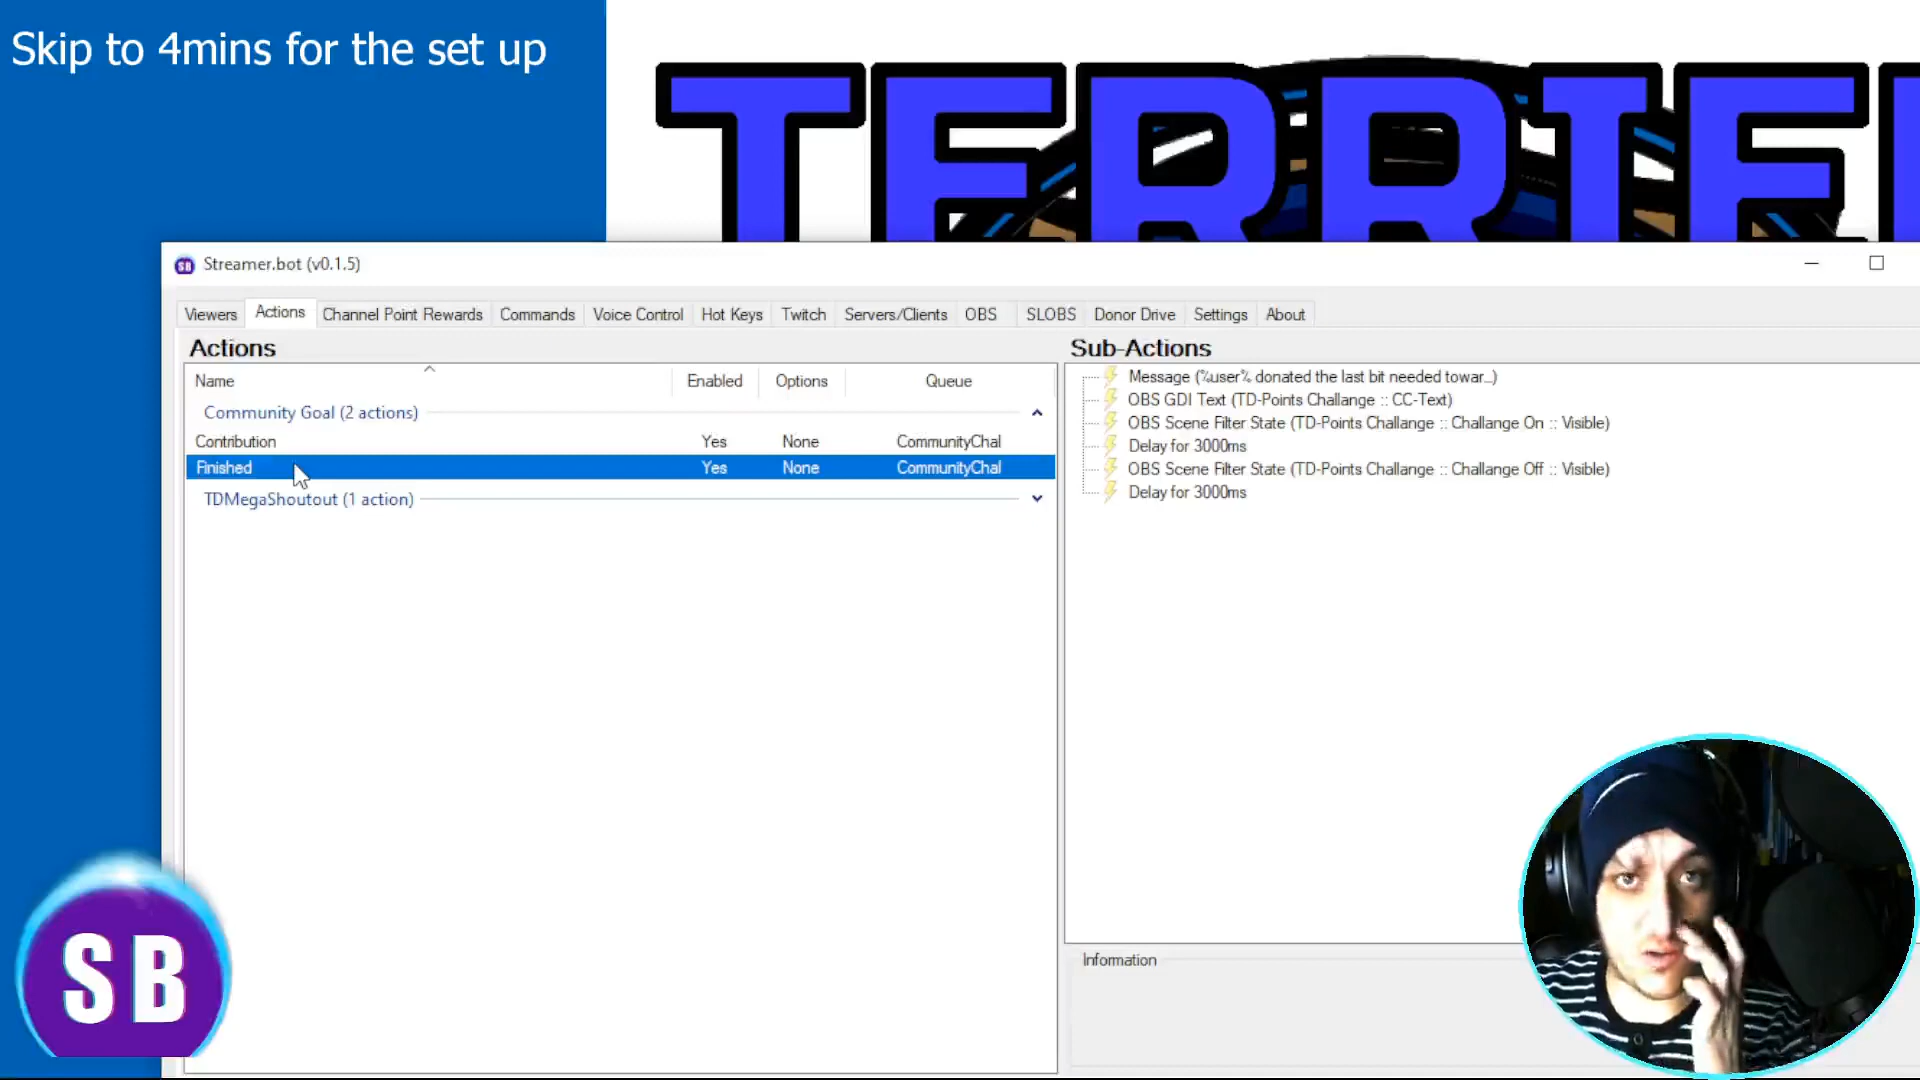 Skip to 4mins for the set up
TERRIE
Streamer.bot (v0.1.5)
Viewers Actions Channel Point Rewards Commands Voice Control Hot Keys Twitch Servers/Clients OBS SLOBS Donor Drive Settings About
Actions
Name Enabled Options Queue
Community Goal (2 actions)
Contribution Yes None CommunityChal
Finished Yes None CommunityChal
TDMegaShoutout (1 action)
Sub-Actions
Message (%user% donated the last bit needed towar...)
OBS GDI Text (TD-Points Challange :: CC-Text)
OBS Scene Filter State (TD-Points Challange :: Challange On :: Visible)
Delay for 3000ms
OBS Scene Filter State (TD-Points Challange :: Challange Off :: Visible)
Delay for 3000ms
Information
SB